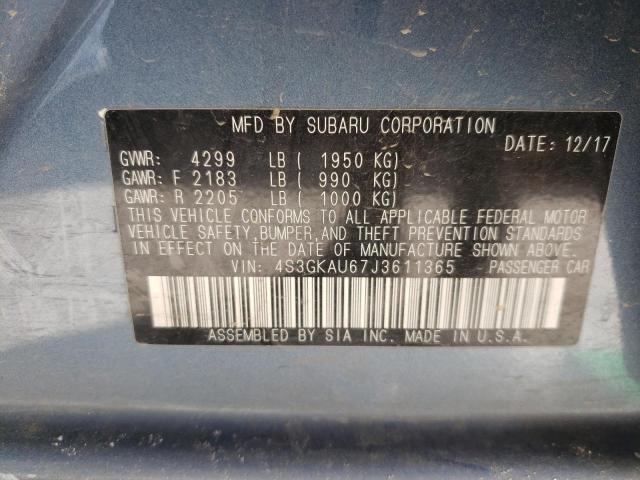 MFD BY SUBARU CORPORATION
DATE: 12/17
GVWR: 4299 LB ( 1950 KG)
GAWR: F 2183 LB ( 990 KG)
GAWR: R 2205 LB ( 1000 KG)
THIS VEHICLE CONFORMS TO ALL APPLICABLE FEDERAL MOTOR
VEHICLE SAFETY, BUMPER, AND THEFT PREVENTION STANDARDS
IN EFFECT ON THE DATE OF MANUFACTURE SHOWN ABOVE.
VIN: 4S3GKAU67J3611365 PASSENGER CAR
ASSEMBLED BY SIA INC. MADE IN U.S.A.